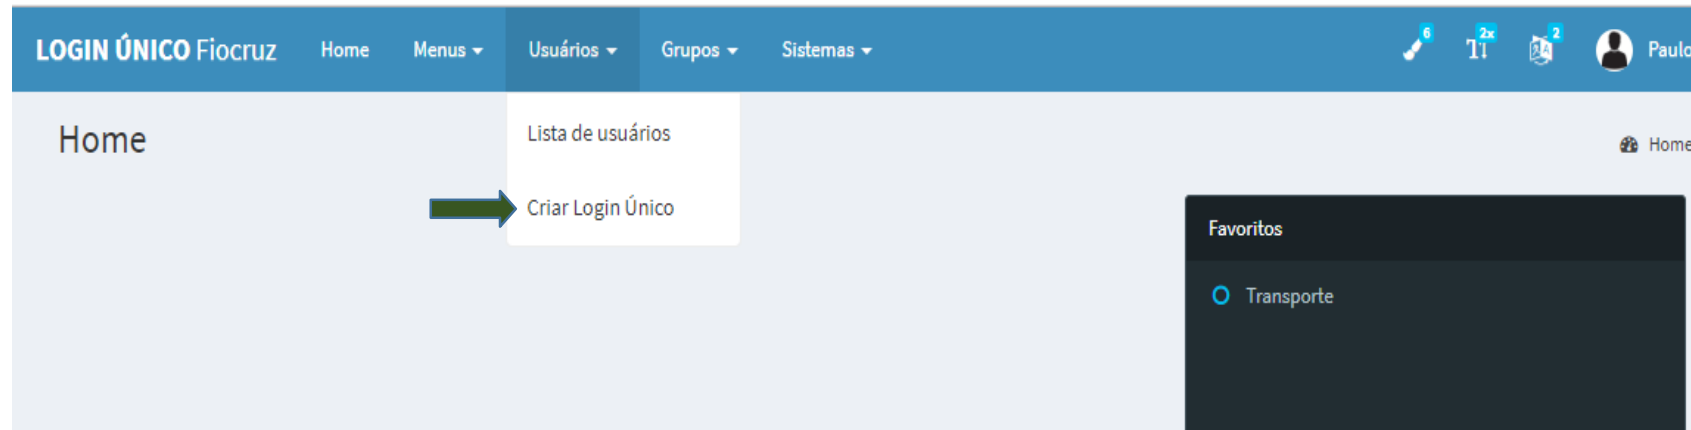 LOGIN ÚNICO Fiocruz Home Menus Usuários Grupos Sistemas 6 2x 2 Paulo
Home
Lista de usuários
Home
Criar Login Único
Favoritos
Transporte